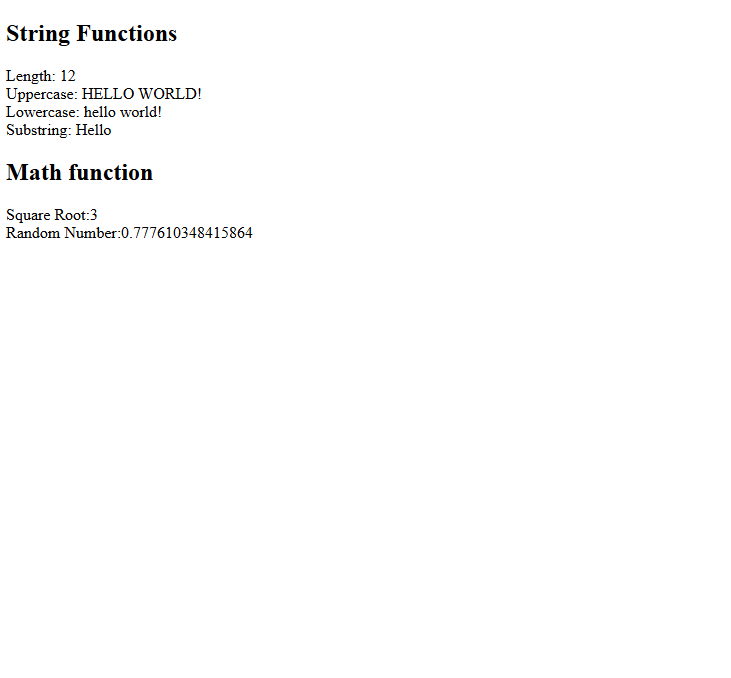 String Functions
Length: 12
Uppercase: HELLO WORLD!
Lowercase: hello world!
Substring: Hello
Math function
Square Root:3
Random Number:0.777610348415864